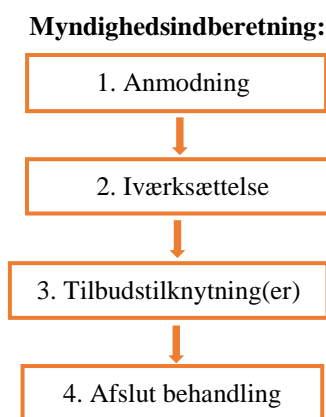 Myndighedsindberetning:
1. Anmodning
2. Iværksættelse
3. Tilbudstilknytning(er)
4. Afslut behandling